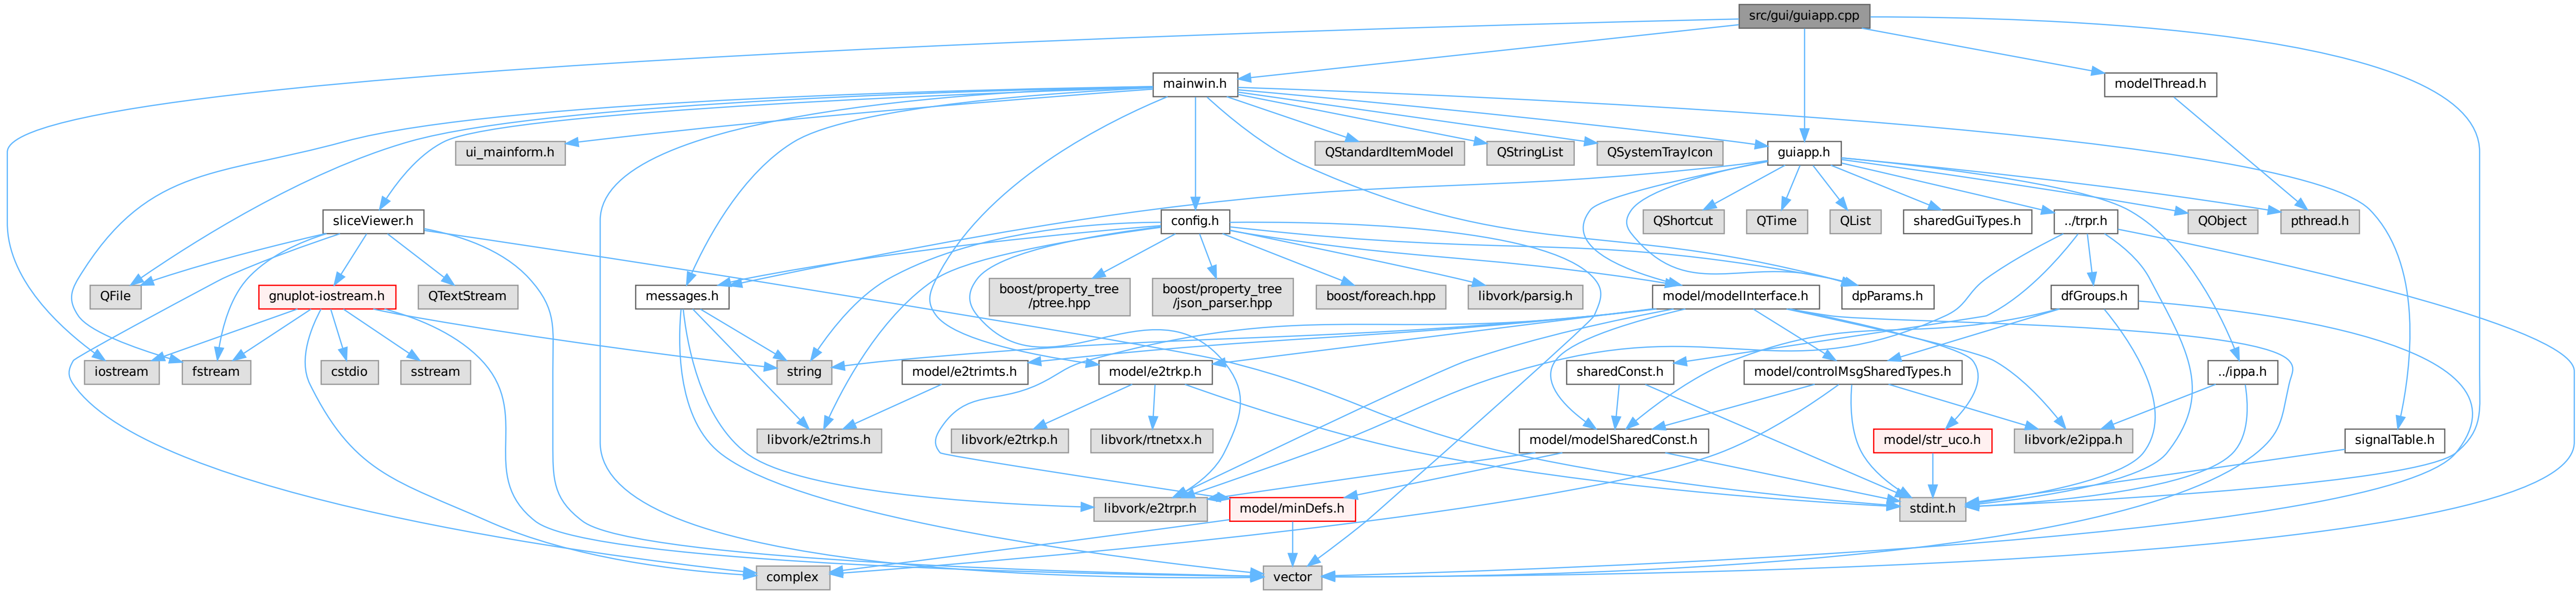 src/gui/guiapp.cpp
mainwin.h
modelThread.h
ui_mainform.h
QStandardItemModel
QStringList
QSystemTrayIcon
guiapp.h
sliceViewer.h
config.h
QShortcut
QTime
QList
sharedGuiTypes.h
../trpr.h
QObject
pthread.h
QFile
gnuplot-iostream.h
QTextStream
messages.h
boost/property_tree
/ptree.hpp
boost/property_tree
/json_parser.hpp
boost/foreach.hpp
libvork/parsig.h
model/modelInterface.h
dpParams.h
dfGroups.h
iostream
fstream
cstdio
sstream
string
model/e2trimts.h
model/e2trkp.h
sharedConst.h
model/controlMsgSharedTypes.h
../ippa.h
libvork/e2trims.h
libvork/e2trkp.h
libvork/rtnetxx.h
model/modelSharedConst.h
model/str_uco.h
libvork/e2ippa.h
signalTable.h
libvork/e2trpr.h
model/minDefs.h
stdint.h
complex
vector